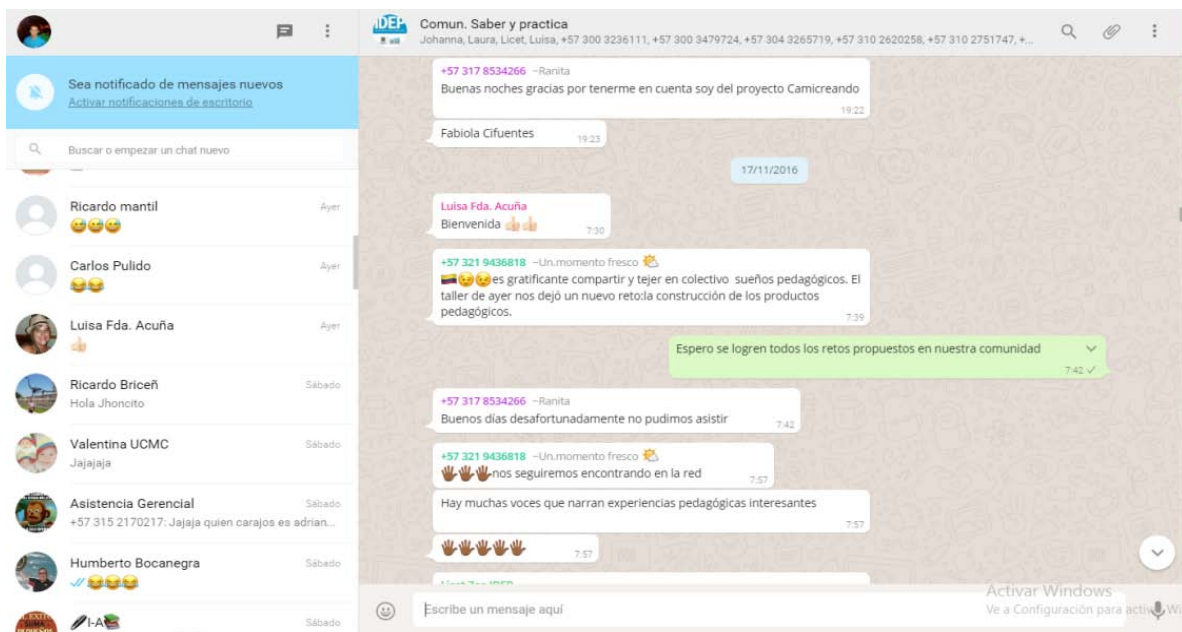 Sea notificado de mensajes nuevos
Activar notificaciones de escritorio
Buscar o empezar un chat nuevo
Ricardo mantil
Ayer
😅😅😅
Carlos Pulido
Ayer
😂😂
Luisa Fda. Acuña
Ayer
👍🏻
Ricardo Briceñ
Sábado
Hola Jhoncito
Valentina UCMC
Sábado
Jajajaja
Asistencia Gerencial
Sábado
+57 315 2170217: Jajaja quien carajos es adrian...
Humberto Bocanegra
Sábado
😂😂😂
I-A
Sábado
IDEP
Comun. Saber y practica
Johanna, Laura, Licet, Luisa, +57 300 3236111, +57 300 3479724, +57 304 3265719, +57 310 2620258, +57 310 2751747, +...
+57 317 8534266 ~Ranita
Buenas noches gracias por tenerme en cuenta soy del proyecto Camicreando
19:22
Fabiola Cifuentes
19:23
17/11/2016
Luisa Fda. Acuña
Bienvenida 👍🏻👍🏻
7:30
+57 321 9436818 ~Un.momento fresco 🌤
🇨🇴😉😉es gratificante compartir y tejer en colectivo sueños pedagógicos. El
taller de ayer nos dejó un nuevo reto:la construcción de los productos
pedagógicos.
7:39
Espero se logren todos los retos propuestos en nuestra comunidad
7:42
+57 317 8534266 ~Ranita
Buenos días desafortunadamente no pudimos asistir
7:42
+57 321 9436818 ~Un.momento fresco 🌤
👋🏾👋🏾👋🏾nos seguiremos encontrando en la red
7:57
Hay muchas voces que narran experiencias pedagógicas interesantes
7:57
👋🏾👋🏾👋🏾👋🏾👋🏾
7:57
Escribe un mensaje aquí
Activar Windows
Ve a Configuración para activ